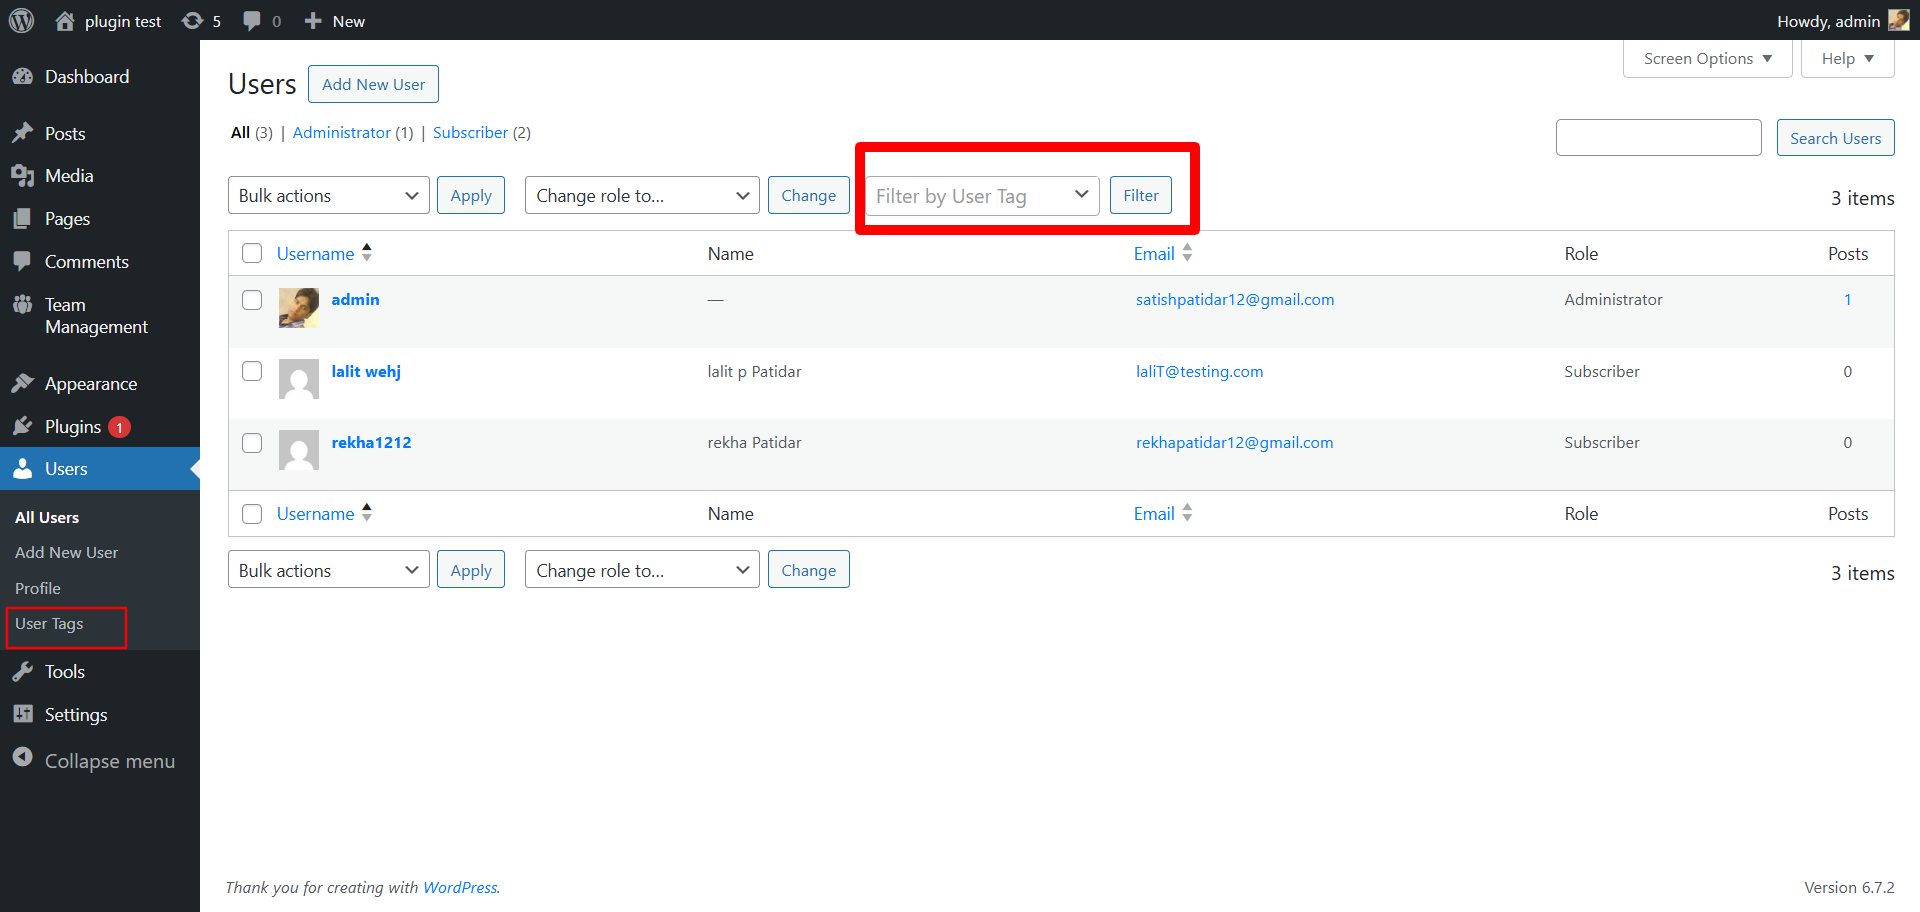 plugin test 5 0 New Howdy, admin
Dashboard
Posts
Media
Pages
Comments
Team
Management
Appearance
Plugins 1
Users
All Users
Add New User
Profile
User Tags
Tools
Settings
Collapse menu
Screen Options Help
Users Add New User
All (3) | Administrator (1) | Subscriber (2)
Search Users
Bulk actions Apply Change role to... Change Filter by User Tag Filter 3 items
Username Name Email Role Posts
admin — satishpatidar12@gmail.com Administrator 1
lalit wehj lalit p Patidar laliT@testing.com Subscriber 0
rekha1212 rekha Patidar rekhapatidar12@gmail.com Subscriber 0
Username Name Email Role Posts
Bulk actions Apply Change role to... Change 3 items
Thank you for creating with WordPress. Version 6.7.2